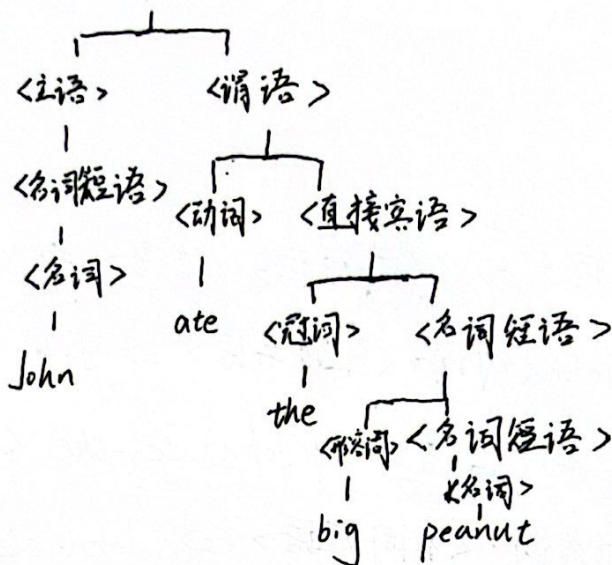 <主语> <谓语>
<名词短语> <动词> <直接宾语>
<名词> ate <冠词> <名词短语>
John the <形容词> <名词短语>
<名词>
big peanut